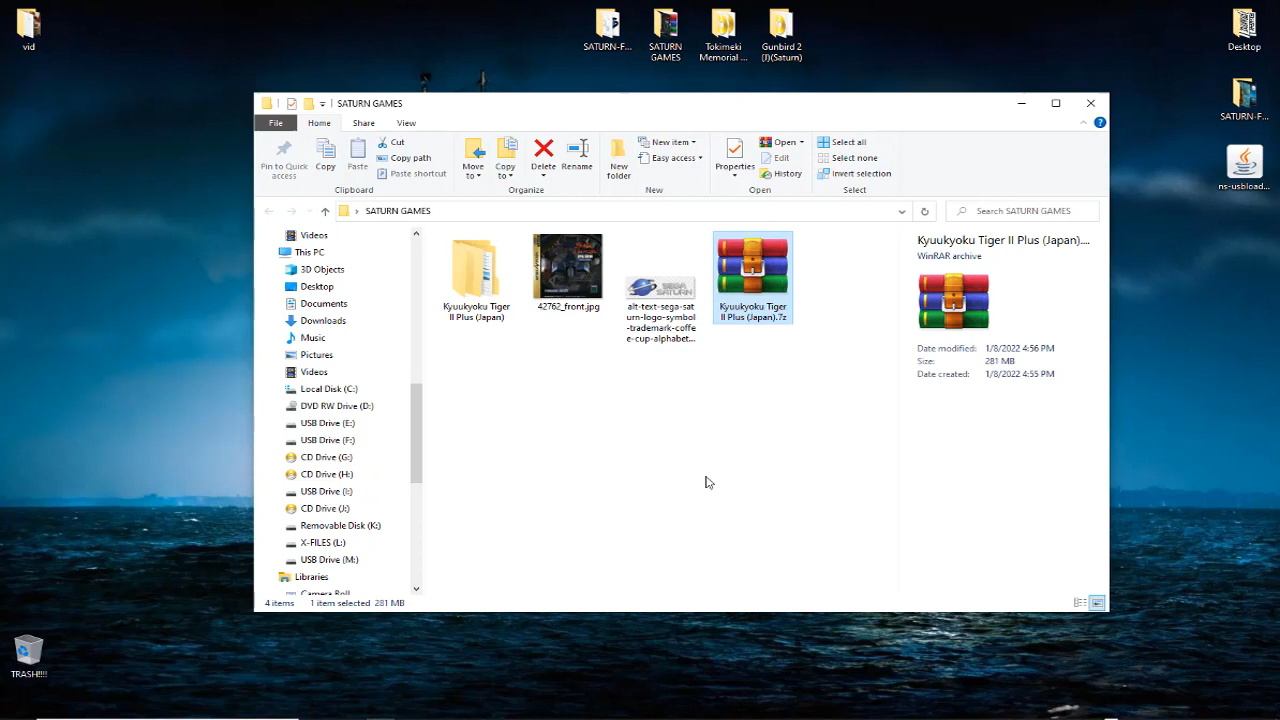 vid
SATURN-F...
SATURN
GAMES
Tokimeki
Memorial ...
Gunbird 2
(J)(Saturn)
Desktop
SATURN-F...
ns-usbload...
TRASH!!!!
SATURN GAMES
File
Home
Share
View
Pin to Quick
access
Copy
Paste
Cut
Copy path
Paste shortcut
Clipboard
Move
to
Copy
to
Delete
Rename
Organize
New
folder
New item
Easy access
New
Properties
Open
Edit
History
Open
Select all
Select none
Invert selection
Select
SATURN GAMES
Search SATURN GAMES
Videos
This PC
3D Objects
Desktop
Documents
Downloads
Music
Pictures
Videos
Local Disk (C:)
DVD RW Drive (D:)
USB Drive (E:)
USB Drive (F:)
CD Drive (G:)
CD Drive (H:)
USB Drive (I:)
CD Drive (J:)
Removable Disk (K:)
X-FILES (L:)
USB Drive (M:)
Libraries
Camera Roll
Kyuukyoku Tiger
II Plus (Japan)
42762_front.jpg
SEGA SATURN
alt-text-sega-sat
urn-logo-symbol
-trademark-coffe
e-cup-alphabet...
Kyuukyoku Tiger
II Plus (Japan).7z
Kyuukyoku Tiger II Plus (Japan)....
WinRAR archive
Date modified: 1/8/2022 4:56 PM
Size: 281 MB
Date created: 1/8/2022 4:55 PM
4 items 1 item selected 281 MB